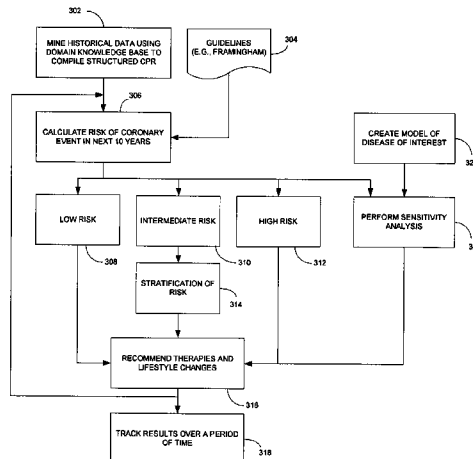 302
MINE HISTORICAL DATA USING
DOMAIN KNOWLEDGE BASE TO
COMPILE STRUCTURED CPR
GUIDELINES
(E.G., FRAMINGHAM)
304
306
CALCULATE RISK OF CORONARY
EVENT IN NEXT 10 YEARS
CREATE MODEL OF
DISEASE OF INTEREST
LOW RISK
308
INTERMEDIATE RISK
310
HIGH RISK
312
PERFORM SENSITIVITY
ANALYSIS
STRATIFICATION OF
RISK
314
RECOMMEND THERAPIES AND
LIFESTYLE CHANGES
316
TRACK RESULTS OVER A PERIOD
OF TIME
318